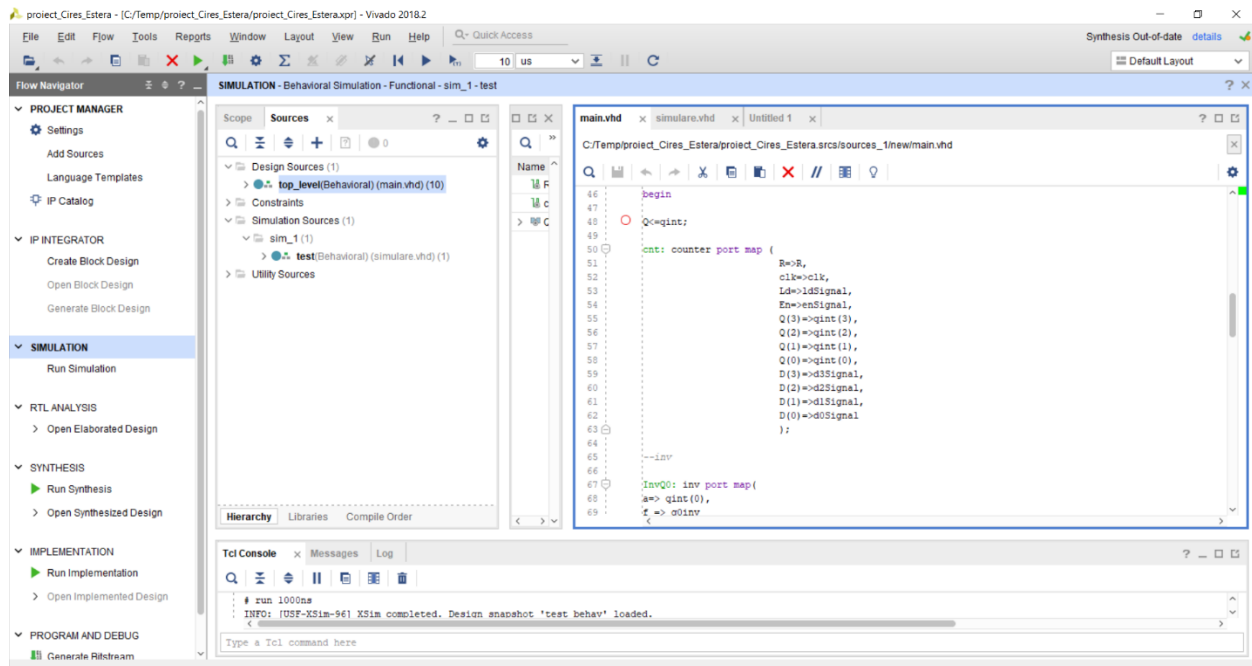 proiect_Cires_Estera - [C:/Temp/proiect_Cires_Estera/proiect_Cires_Estera.xpr] - Vivado 2018.2
File Edit Flow Tools Reports Window Layout View Run Help Q- Quick Access
Synthesis Out-of-date details
10 us
Default Layout
Flow Navigator
SIMULATION - Behavioral Simulation - Functional - sim_1 - test
PROJECT MANAGER
Settings
Add Sources
Language Templates
IP Catalog
IP INTEGRATOR
Create Block Design
Open Block Design
Generate Block Design
SIMULATION
Run Simulation
RTL ANALYSIS
Open Elaborated Design
SYNTHESIS
Run Synthesis
Open Synthesized Design
IMPLEMENTATION
Run Implementation
Open Implemented Design
PROGRAM AND DEBUG
Generate Bitstream
Scope Sources
0
Design Sources (1)
top_level(Behavioral) (main.vhd) (10)
Constraints
Simulation Sources (1)
sim_1 (1)
test(Behavioral) (simulare.vhd) (1)
Utility Sources
Hierarchy Libraries Compile Order
Name
main.vhd simulare.vhd Untitled 1
C:/Temp/proiect_Cires_Estera/proiect_Cires_Estera.srcs/sources_1/new/main.vhd
46 begin
47
48 Q<=qint;
49
50 cnt: counter port map (
51 R=>R,
52 clk=>clk,
53 Ld=>ldSignal,
54 En=>enSignal,
55 Q(3)=>qint(3),
56 Q(2)=>qint(2),
57 Q(1)=>qint(1),
58 Q(0)=>qint(0),
59 D(3)=>d3Signal,
60 D(2)=>d2Signal,
61 D(1)=>d1Signal,
62 D(0)=>d0Signal
63 );
64
65 --inv
66
67 InvQ0: inv port map(
68 a=> qint(0),
69 f => q0inv
Tcl Console Messages Log
# run 1000ns
INFO: [USF-XSim-96] XSim completed. Design snapshot 'test behav' loaded.
Type a Tcl command here